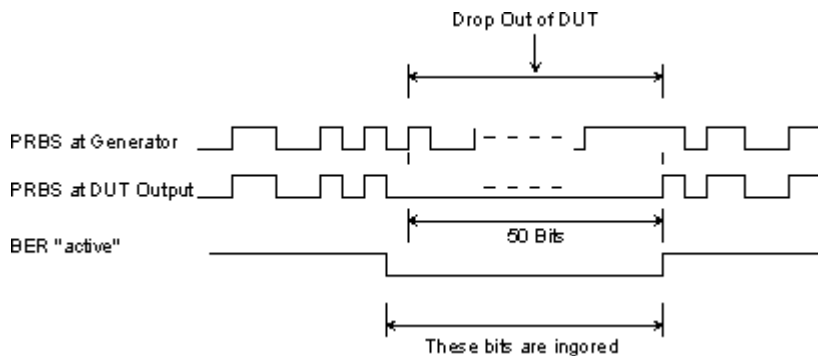 Drop Out of DUT
PRBS at Generator
PRBS at DUT Output
50 Bits
BER "active"
These bits are ingored